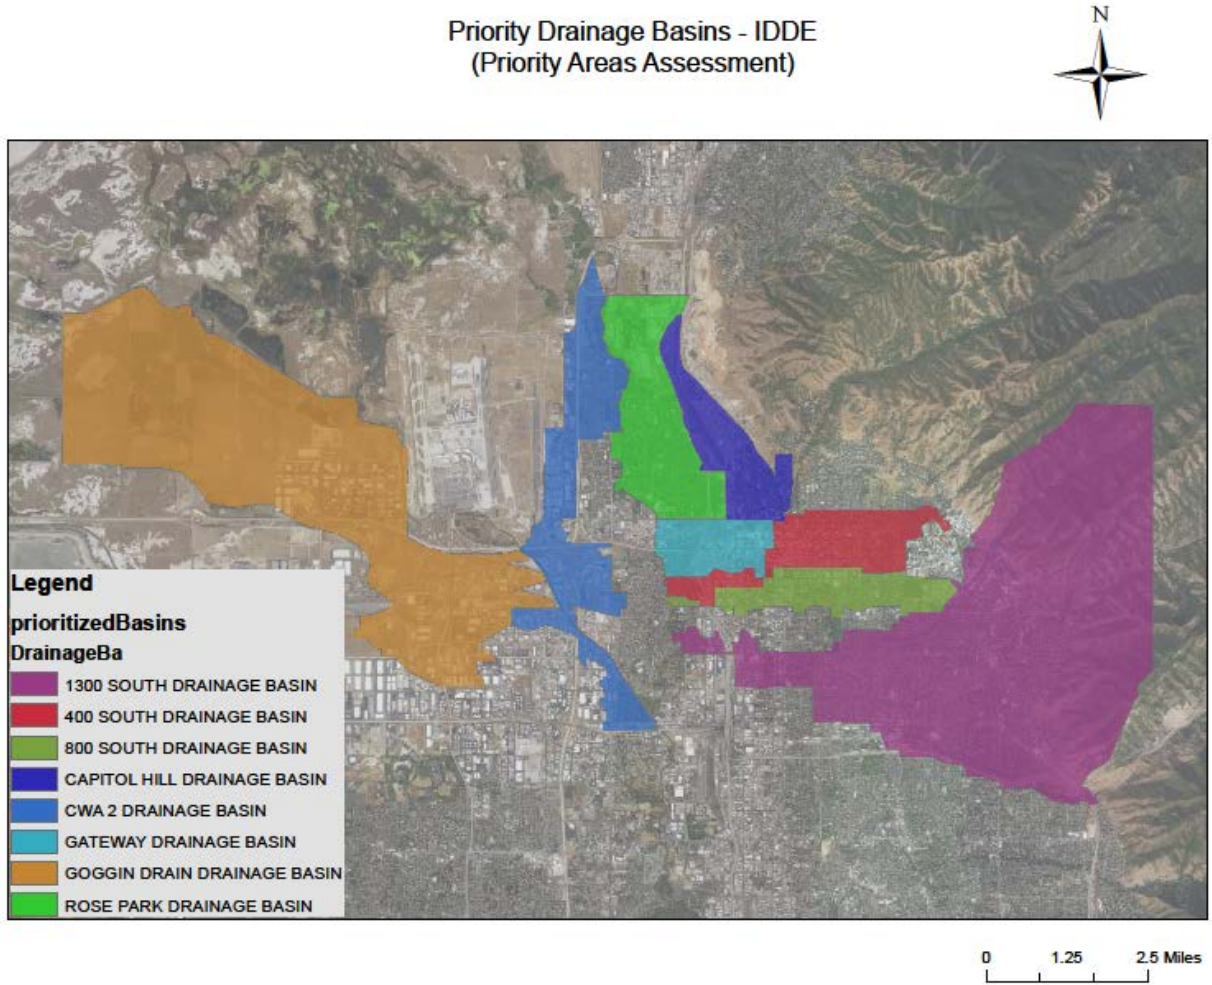 Priority Drainage Basins - IDDE
(Priority Areas Assessment)
N
Legend
prioritizedBasins
DrainageBa
1300 SOUTH DRAINAGE BASIN
400 SOUTH DRAINAGE BASIN
800 SOUTH DRAINAGE BASIN
CAPITOL HILL DRAINAGE BASIN
CWA 2 DRAINAGE BASIN
GATEWAY DRAINAGE BASIN
GOGGIN DRAIN DRAINAGE BASIN
ROSE PARK DRAINAGE BASIN
0 1.25 2.5 Miles